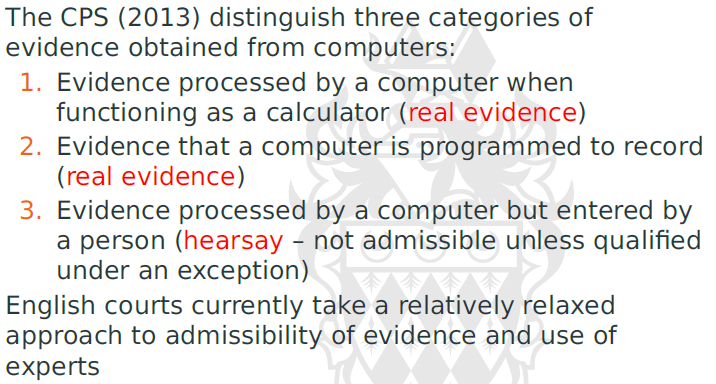 The CPS (2013) distinguish three categories of
evidence obtained from computers:
1. Evidence processed by a computer when
functioning as a calculator (real evidence)
2. Evidence that a computer is programmed to record
(real evidence)
3. Evidence processed by a computer but entered by
a person (hearsay – not admissible unless qualified
under an exception)
English courts currently take a relatively relaxed
approach to admissibility of evidence and use of
experts